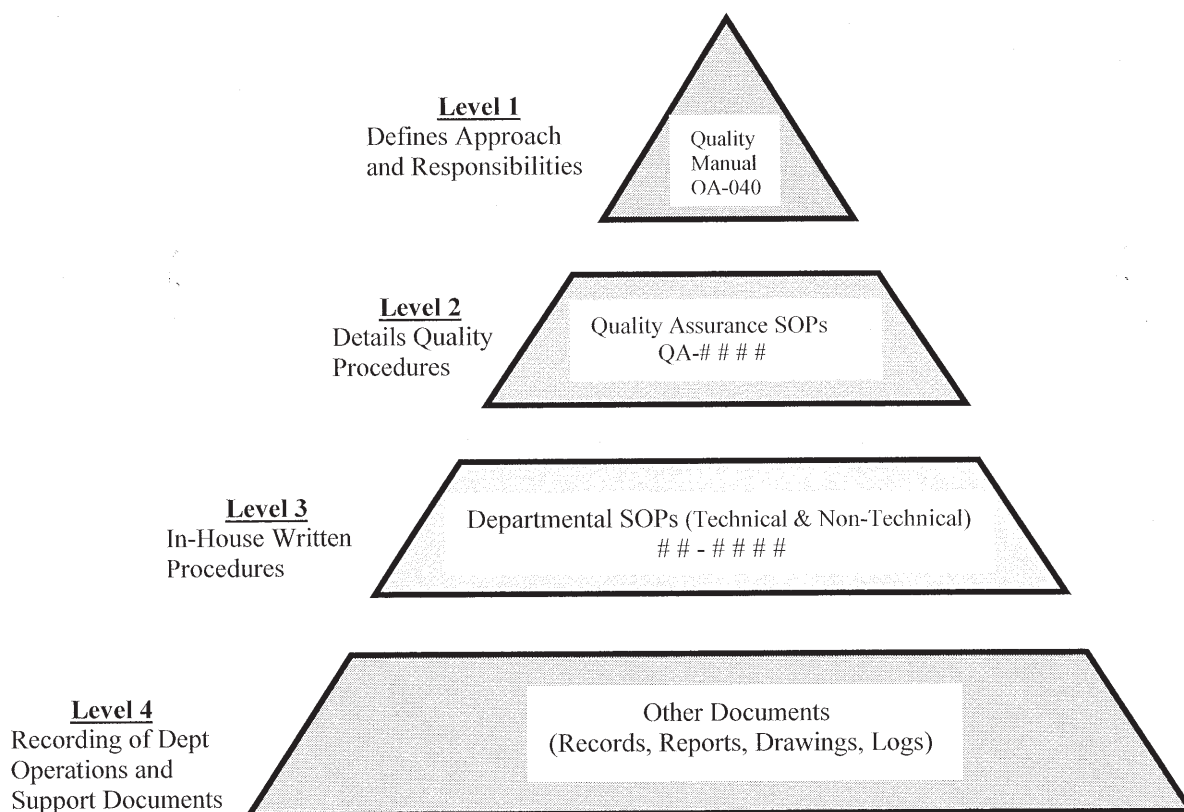 Level 1
Defines Approach
and Responsibilities
Quality
Manual
OA-040
Level 2
Details Quality
Procedures
Quality Assurance SOPs
QA-# # # #
Level 3
In-House Written
Procedures
Departmental SOPs (Technical & Non-Technical)
# # - # # # #
Level 4
Recording of Dept
Operations and
Support Documents
Other Documents
(Records, Reports, Drawings, Logs)